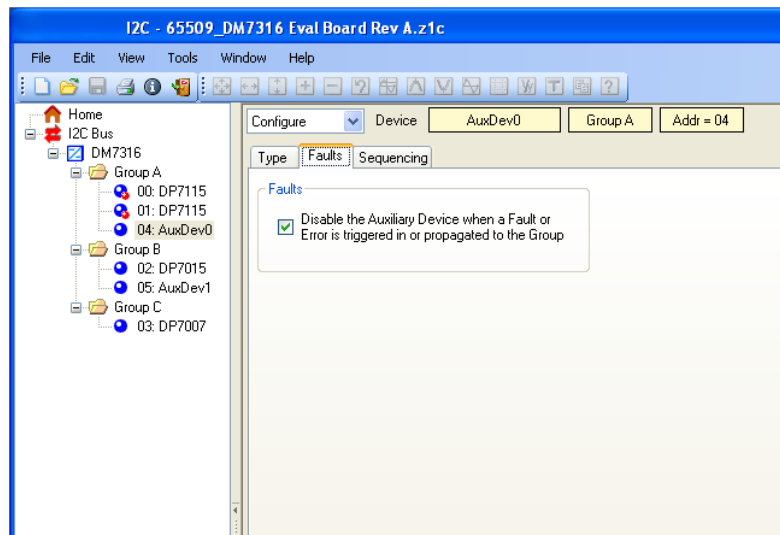 I2C - 65509_DM7316 Eval Board Rev A.z1c
File Edit View Tools Window Help
Home
I2C Bus
DM7316
Group A
00: DP7115
01: DP7115
04: AuxDev0
Group B
02: DP7015
05: AuxDev1
Group C
03: DP7007
Configure Device AuxDev0 Group A Addr = 04
Type Faults Sequencing
Faults
Disable the Auxiliary Device when a Fault or
Error is triggered in or propagated to the Group